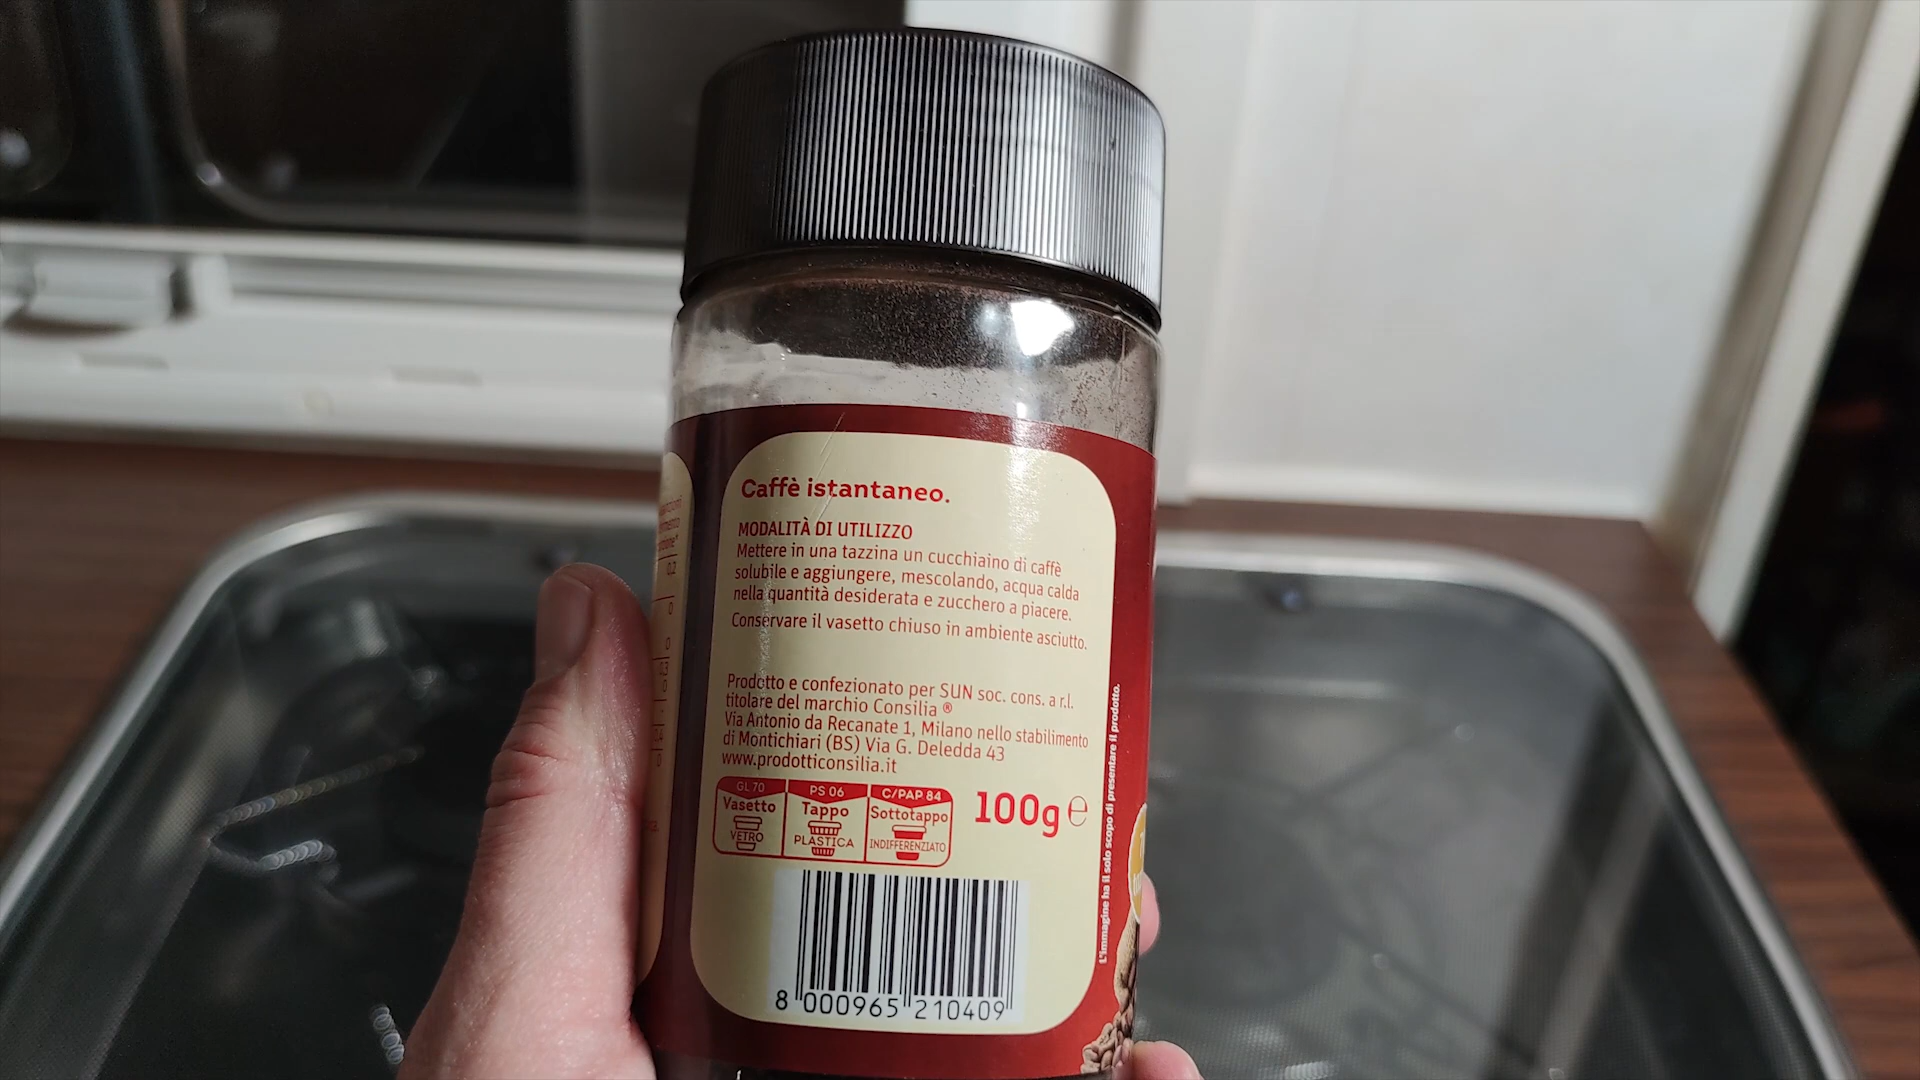 Caffè istantaneo.
MODALITÀ DI UTILIZZO
Mettere in una tazzina un cucchiaino di caffè
solubile e aggiungere, mescolando, acqua calda
nella quantità desiderata e zucchero a piacere.
Conservare il vasetto chiuso in ambiente asciutto.
Prodotto e confezionato per SUN soc. cons. a r.l.
titolare del marchio Consilia ®
Via Antonio da Recanate 1, Milano nello stabilimento
di Montichiari (BS) Via G. Deledda 43
www.prodotticonsilia.it
GL 70 PS 06 C/PAP 84
Vasetto Tappo Sottotappo
VETRO PLASTICA INDIFFERENZIATO
100g ℮
8 000965 210409
L'immagine ha il solo scopo di presentare il prodotto.
0,2
0
0